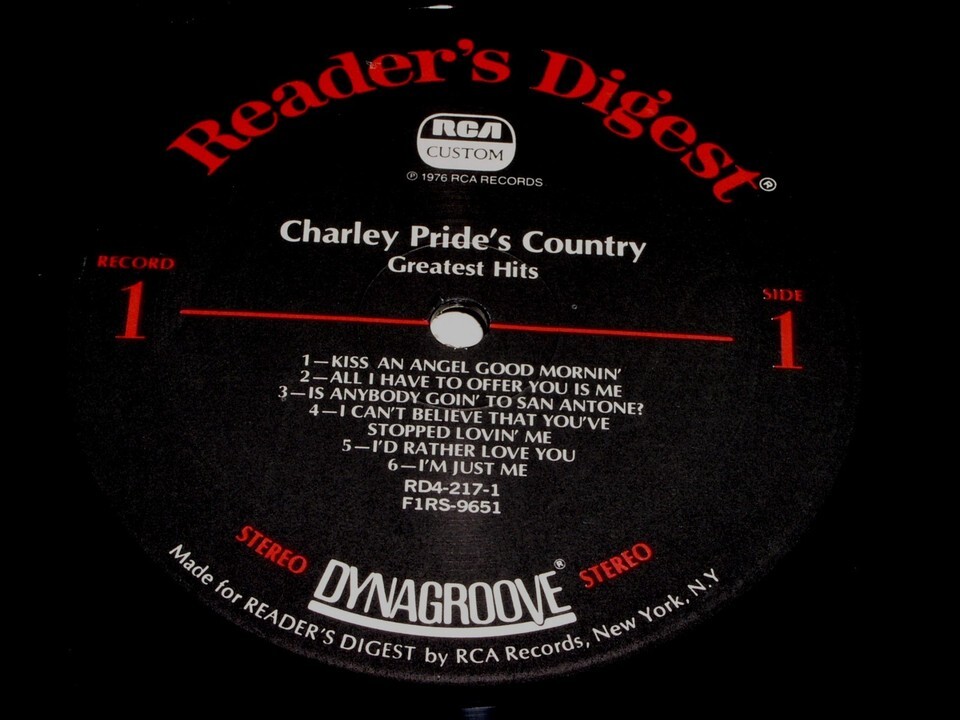 Reader's Digest®
RCA
CUSTOM
℗ 1976 RCA RECORDS
Charley Pride's Country
Greatest Hits
RECORD
1
SIDE
1
1—KISS AN ANGEL GOOD MORNIN'
2—ALL I HAVE TO OFFER YOU IS ME
3—IS ANYBODY GOIN' TO SAN ANTONE?
4—I CAN'T BELIEVE THAT YOU'VE
STOPPED LOVIN' ME
5—I'D RATHER LOVE YOU
6—I'M JUST ME
RD4-217-1
F1RS-9651
STEREO
DYNAGROOVE®
STEREO
Made for READER'S DIGEST by RCA Records, New York, N.Y